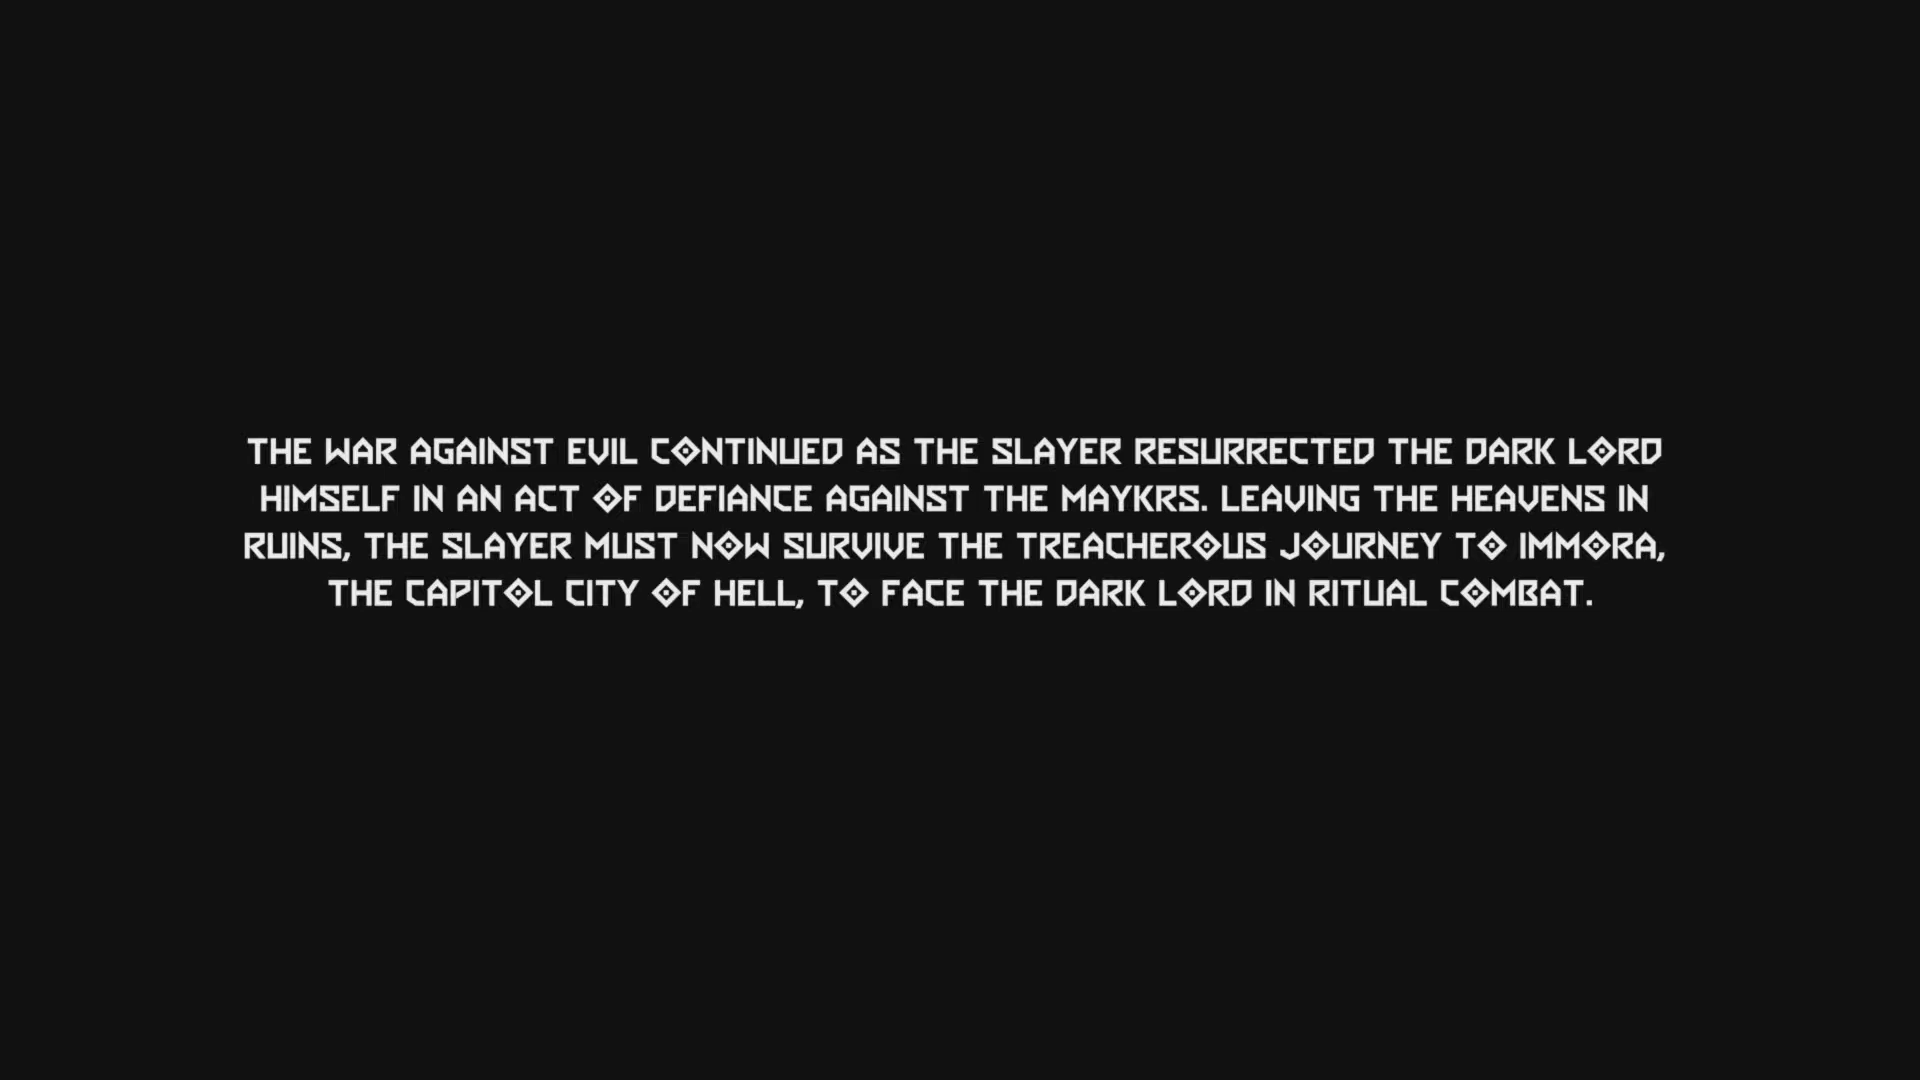 THE WAR AGAINST EVIL CONTINUED AS THE SLAYER RESURRECTED THE DARK LORD
HIMSELF IN AN ACT OF DEFIANCE AGAINST THE MAYKRS. LEAVING THE HEAVENS IN
RUINS, THE SLAYER MUST NOW SURVIVE THE TREACHEROUS JOURNEY TO IMMORA,
THE CAPITOL CITY OF HELL, TO FACE THE DARK LORD IN RITUAL COMBAT.